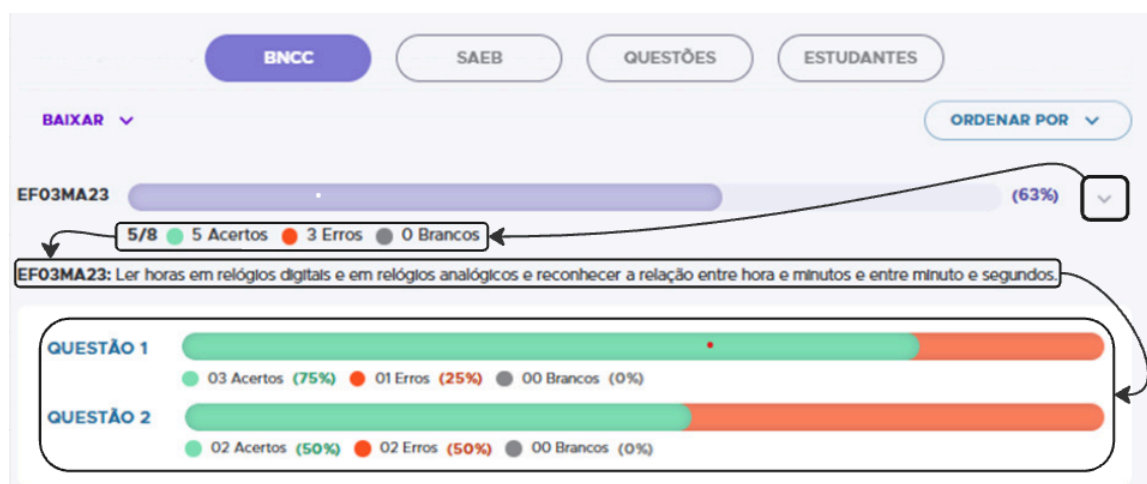 BNCC SAEB QUESTÕES ESTUDANTES
BAIXAR ORDENAR POR
EF03MA23 (63%)
5/8 5 Acertos 3 Erros 0 Brancos
EF03MA23: Ler horas em relógios digitais e em relógios analógicos e reconhecer a relação entre hora e minutos e entre minuto e segundos.
QUESTÃO 1
03 Acertos (75%) 01 Erros (25%) 00 Brancos (0%)
QUESTÃO 2
02 Acertos (50%) 02 Erros (50%) 00 Brancos (0%)